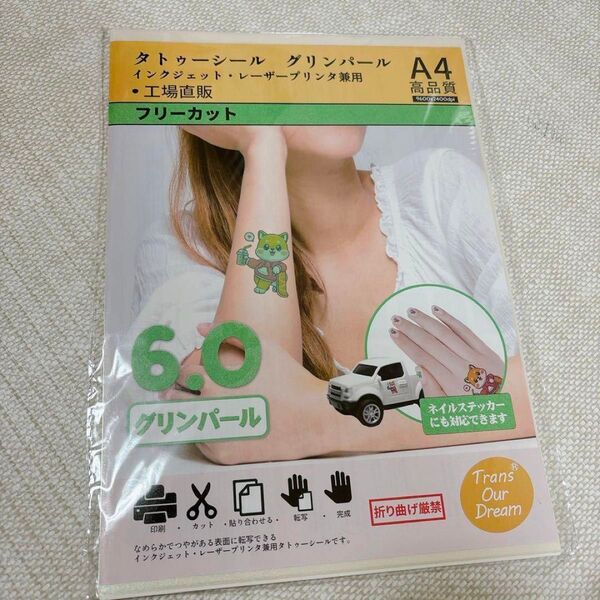 タトゥーシール グリンパール
インクジェット・レーザープリンタ兼用
・工場直販
A4
高品質
9600x2400dpi
フリーカット
6.0
グリンパール
ネイルステッカー
にも対応できます
印刷 ・ カット ・ 貼り合わせる ・ 転写 ・ 完成
折り曲げ厳禁
Trans®
Our
Dream
なめらかでつやがある表面に転写できる
インクジェット・レーザープリンタ兼用タトゥーシールです。